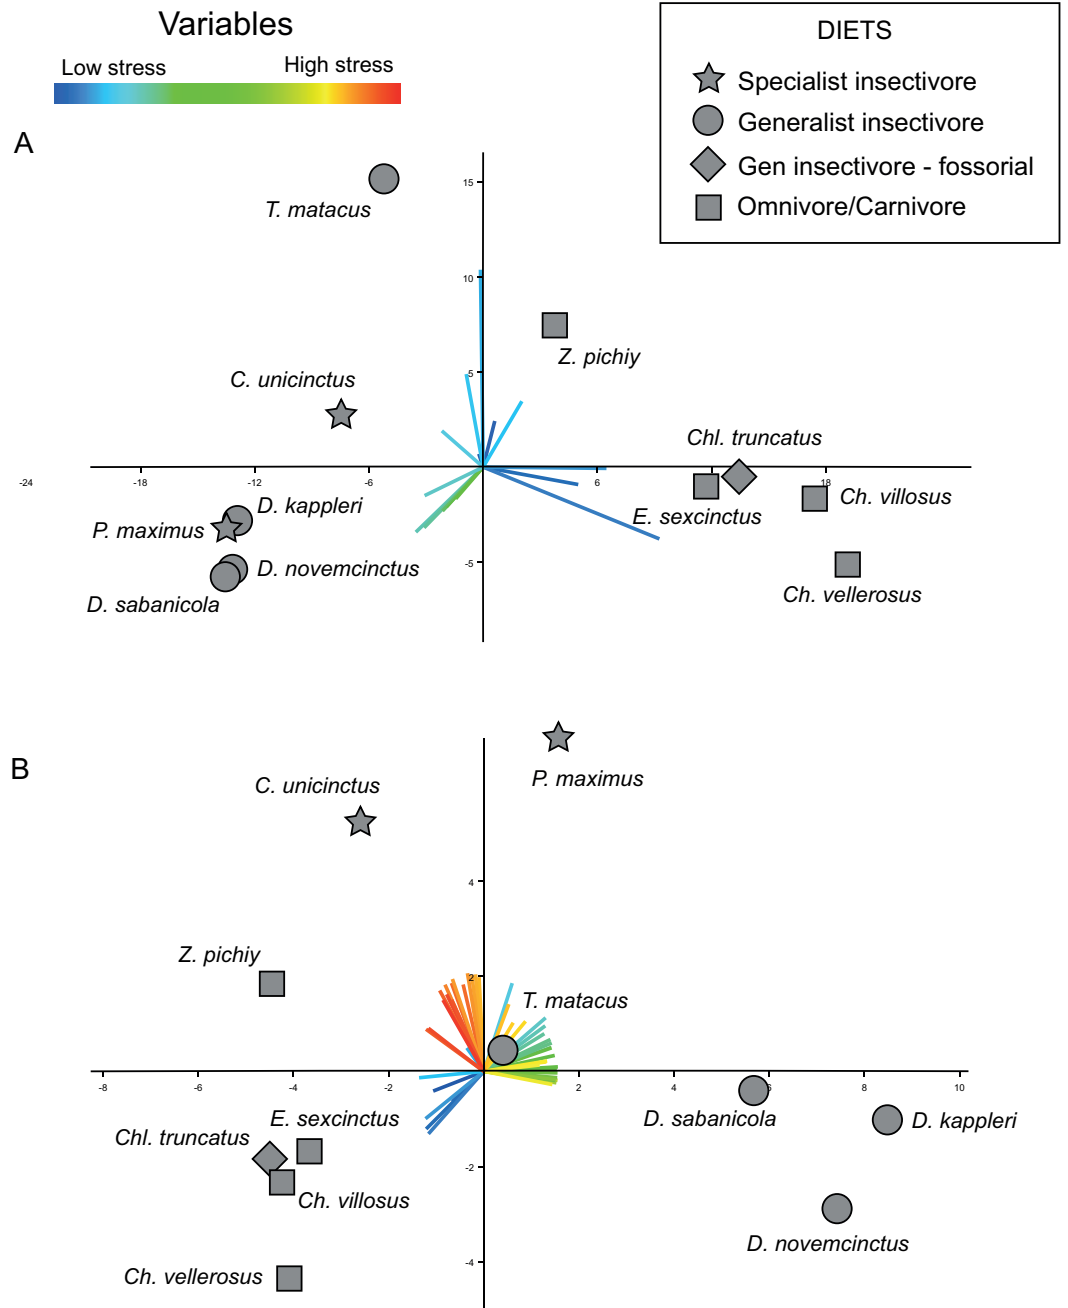 Variables
Low stress
High stress
DIETS
Specialist insectivore
Generalist insectivore
Gen insectivore - fossorial
Omnivore/Carnivore
A
15
T. matacus
10
Z. pichiy
5
C. unicinctus
Chl. truncatus
-24
-18
-12
-6
6
18
E. sexcinctus
Ch. villosus
D. kappleri
P. maximus
-5
D. novemcinctus
D. sabanicola
Ch. vellerosus
B
P. maximus
C. unicinctus
4
Z. pichiy
2
T. matacus
-8
-6
-4
-2
2
4
6
8
10
E. sexcinctus
D. sabanicola
D. kappleri
Chl. truncatus
-2
Ch. villosus
D. novemcinctus
-4
Ch. vellerosus